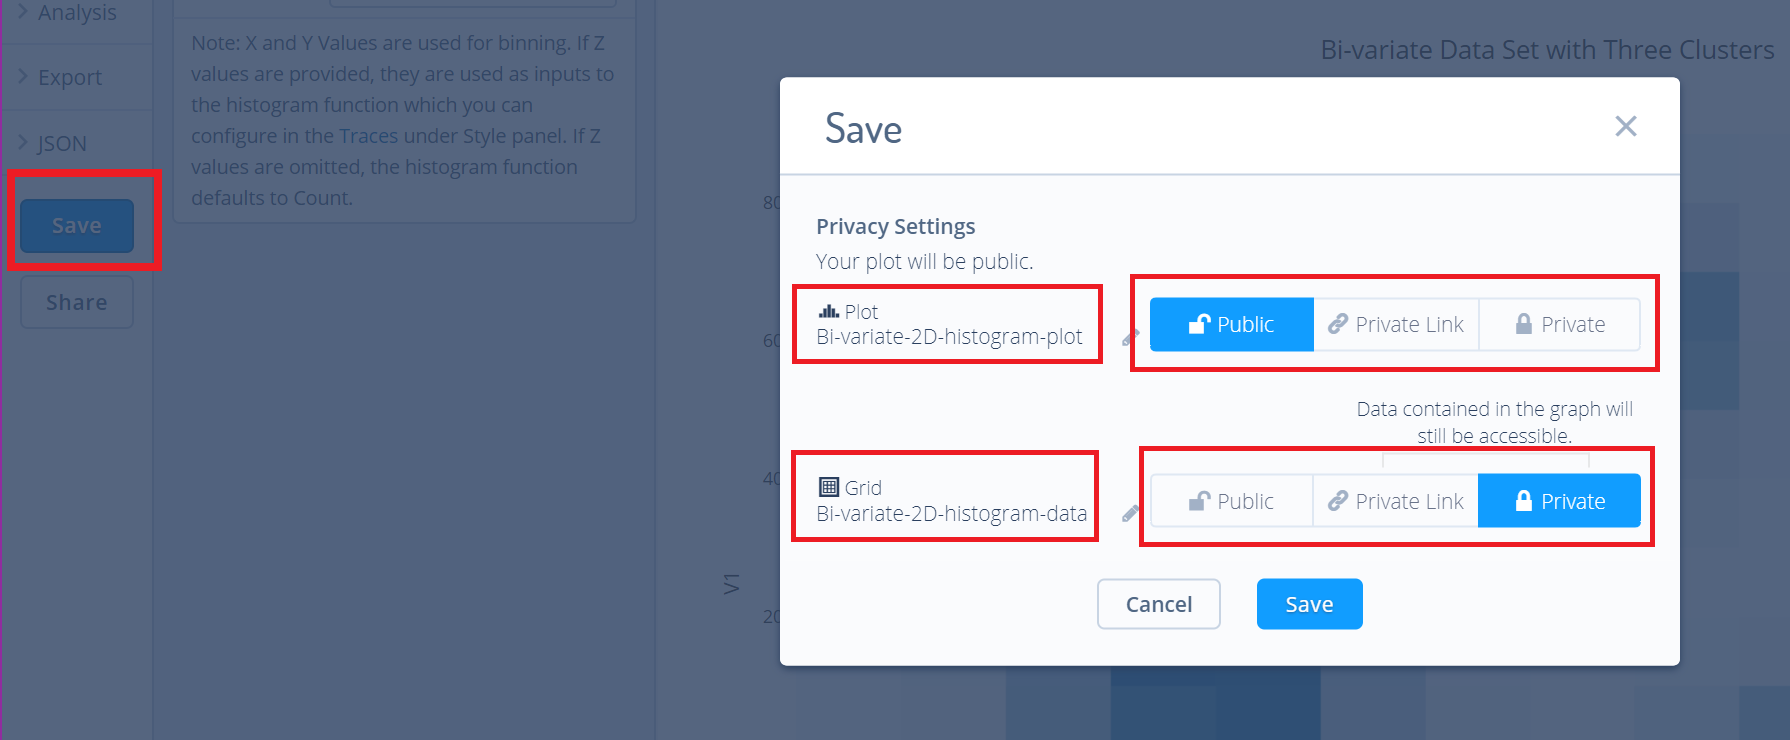 Analysis
Export
JSON
Save
Share
Note: X and Y Values are used for binning. If Z
values are provided, they are used as inputs to
the histogram function which you can
configure in the Traces under Style panel. If Z
values are omitted, the histogram function
defaults to Count.
Bi-variate Data Set with Three Clusters
80
60
40
20
V1
Save
Privacy Settings
Your plot will be public.
Plot
Bi-variate-2D-histogram-plot
Public
Private Link
Private
Data contained in the graph will
still be accessible.
Grid
Bi-variate-2D-histogram-data
Public
Private Link
Private
Cancel
Save